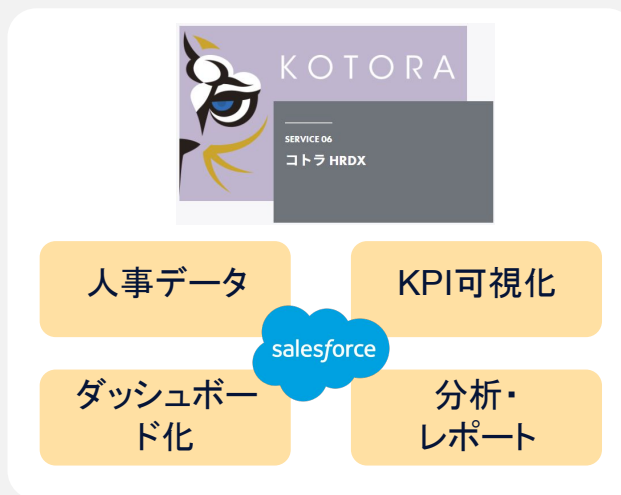 KOTORA
SERVICE 06
コトラ HRDX
人事データ
KPI可視化
salesforce
ダッシュボー
ド化
分析・
レポート